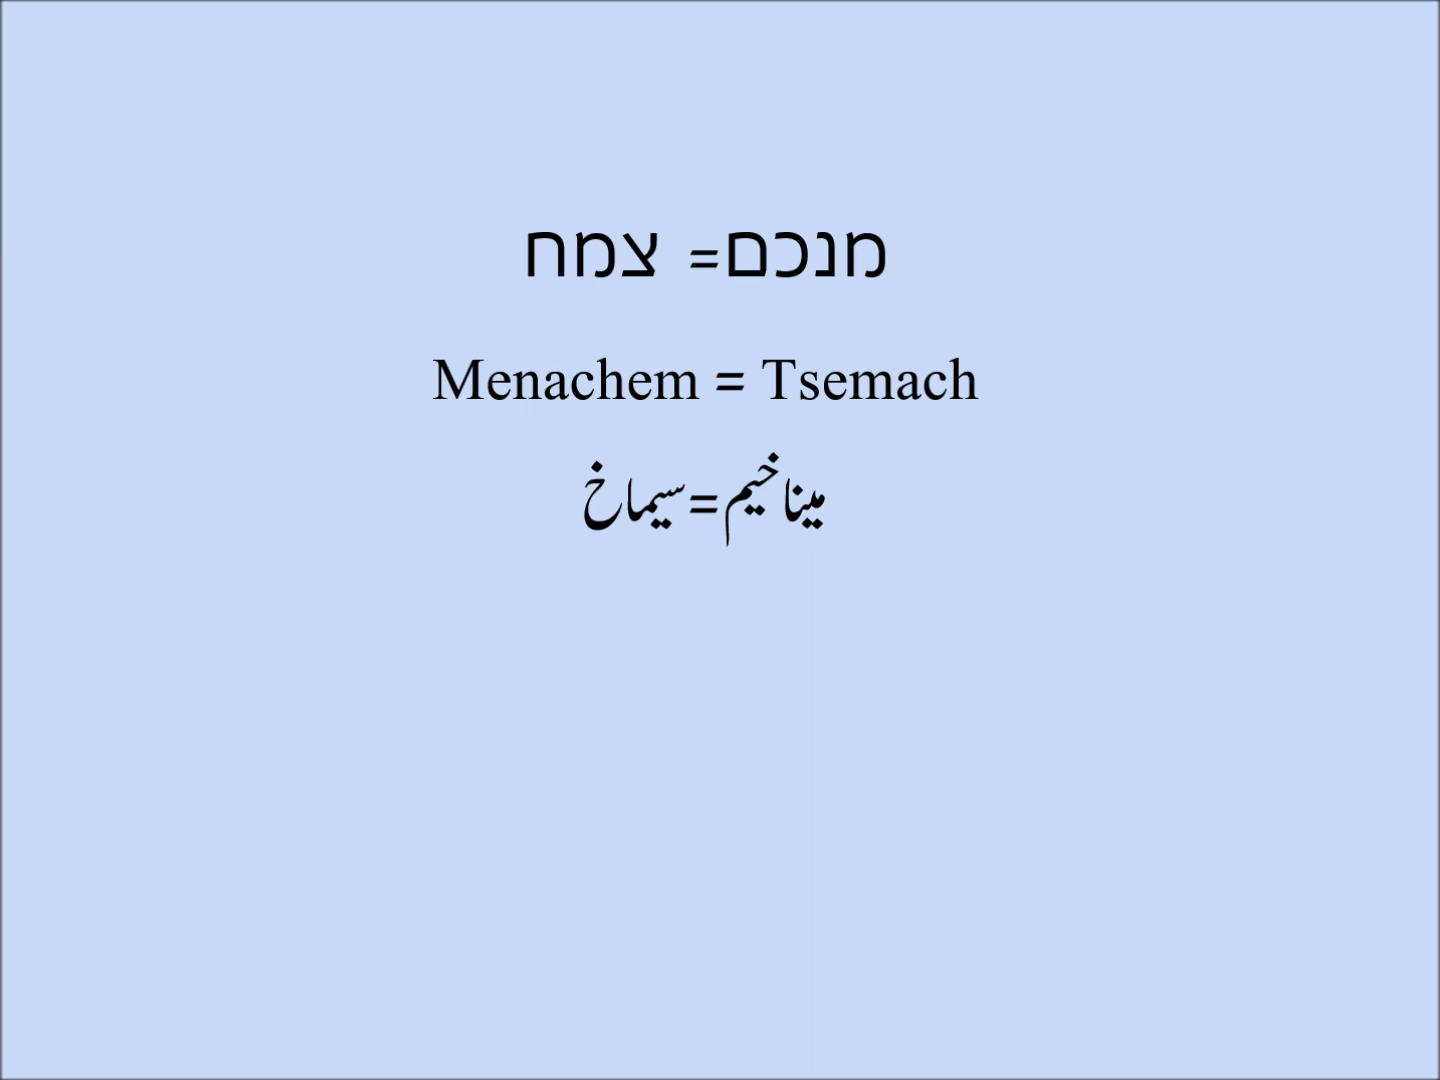 מנכם= צמח
Menachem = Tsemach
میناخیم=سیماخ